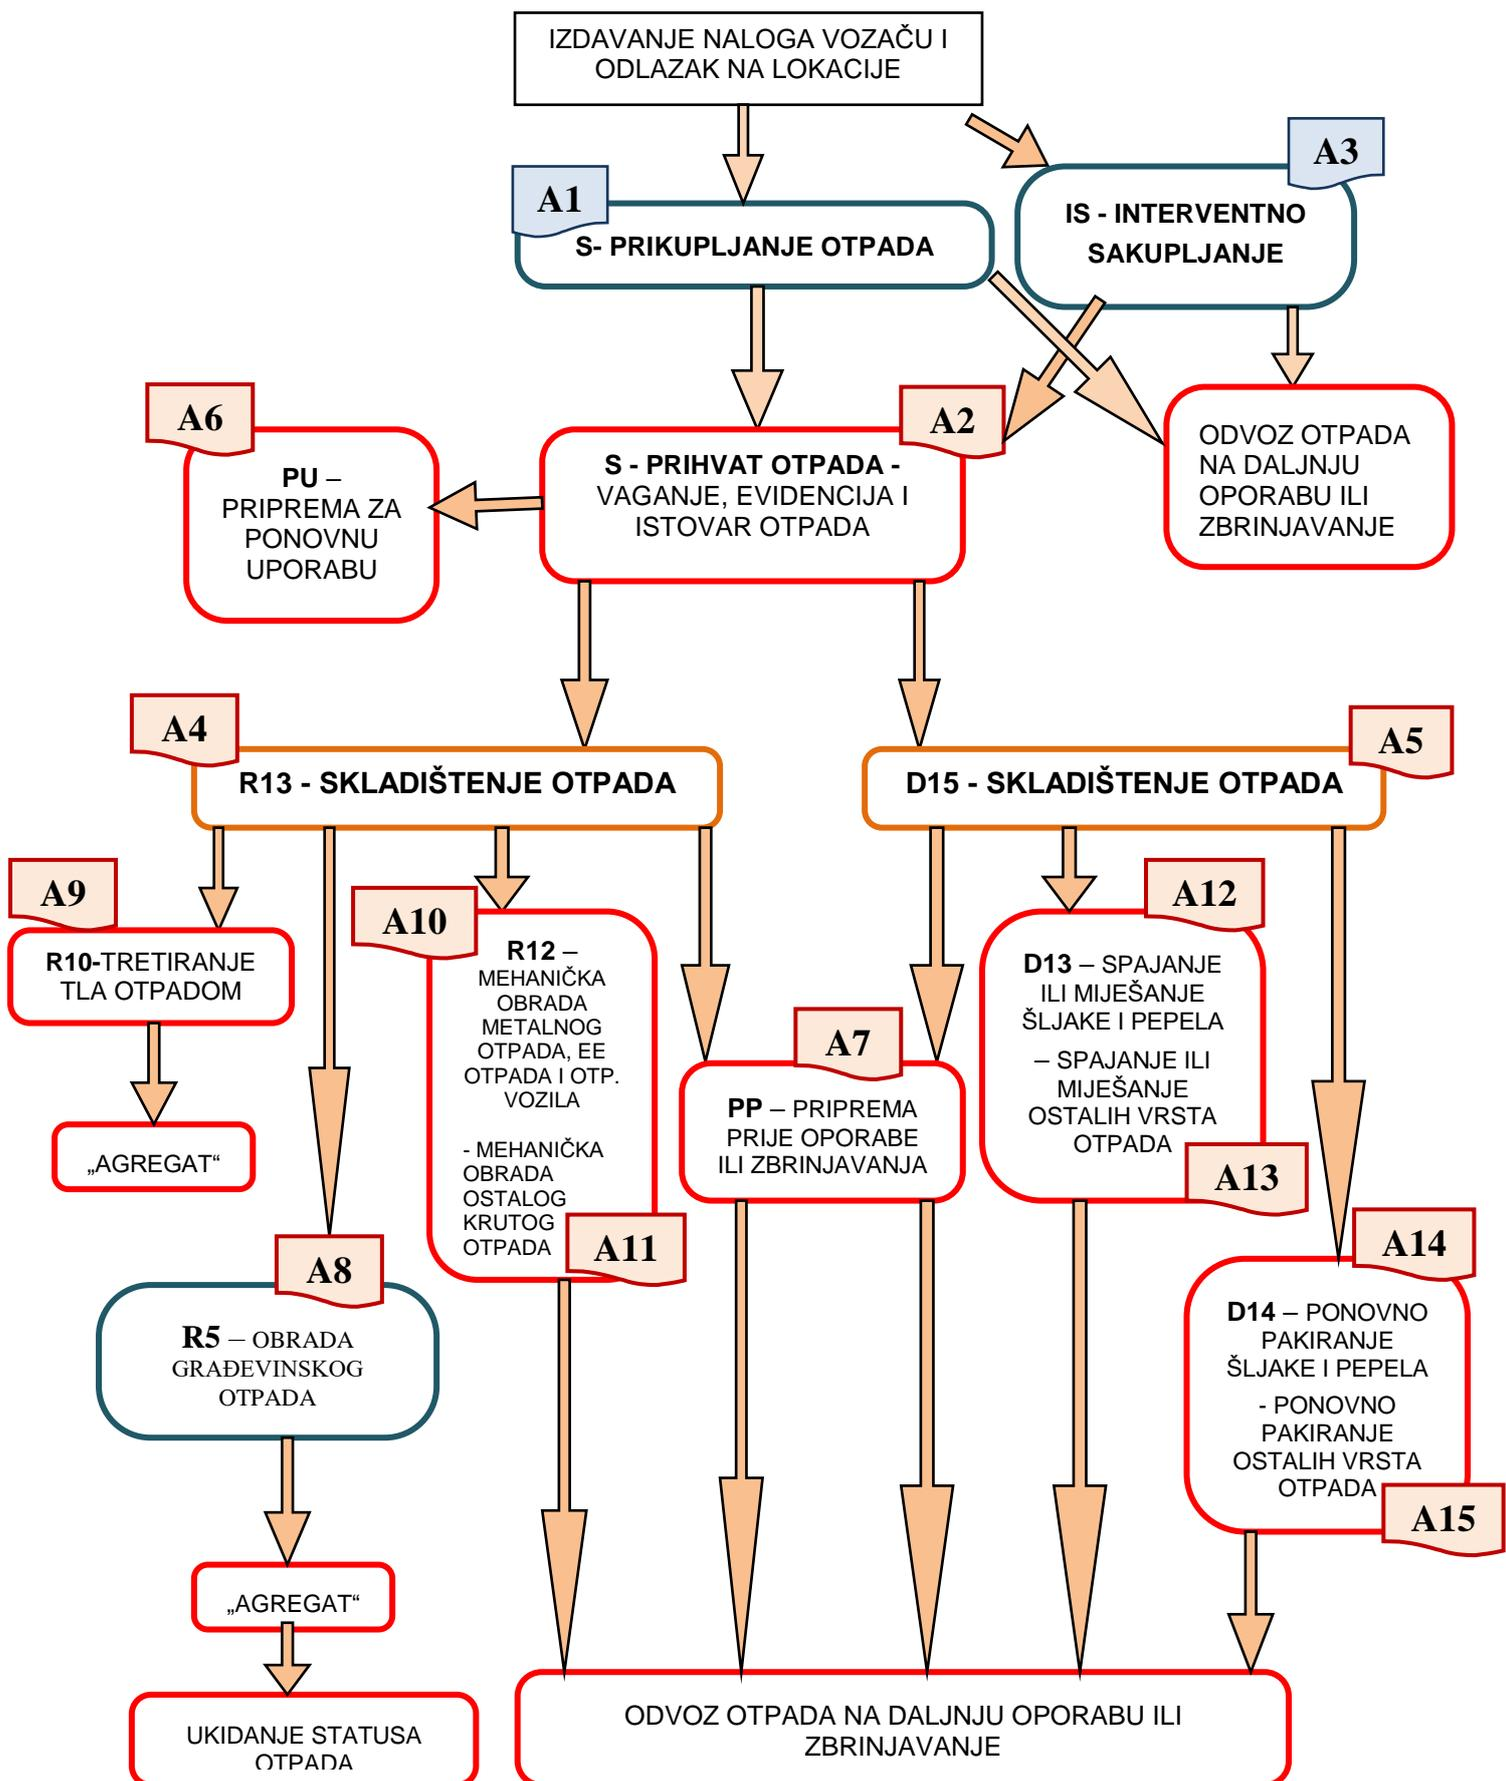 IZDAVANJE NALOGA VOZAČU I
ODLAZAK NA LOKACIJE
A3
IS - INTERVENTNO
SAKUPLJANJE
A1
S- PRIKUPLJANJE OTPADA
A6
PU –
PRIPREMA ZA
PONOVNU
UPORABU
A2
S - PRIHVAT OTPADA -
VAGANJE, EVIDENCIJA I
ISTOVAR OTPADA
ODVOZ OTPADA
NA DALJNJU
OPORABU ILI
ZBRINJAVANJE
A4
R13 - SKLADIŠTENJE OTPADA
A5
D15 - SKLADIŠTENJE OTPADA
A9
R10-TRETIRANJE
TLA OTPADOM
„AGREGAT“
A10
R12 –
MEHANIČKA
OBRADA
METALNOG
OTPADA, EE
OTPADA I OTP.
VOZILA
- MEHANIČKA
OBRADA
OSTALOG
KRUTOG
OTPADA
A11
A7
PP – PRIPREMA
PRIJE OPORABE
ILI ZBRINJAVANJA
A12
D13 – SPAJANJE
ILI MIJEŠANJE
ŠLJAKE I PEPELA
– SPAJANJE ILI
MIJEŠANJE
OSTALIH VRSTA
OTPADA
A13
A8
R5 – OBRADA
GRAĐEVINSKOG
OTPADA
A14
D14 – PONOVNO
PAKIRANJE
ŠLJAKE I PEPELA
- PONOVNO
PAKIRANJE
OSTALIH VRSTA
OTPADA
A15
„AGREGAT“
UKIDANJE STATUSA
OTPADA
ODVOZ OTPADA NA DALJNJU OPORABU ILI
ZBRINJAVANJE